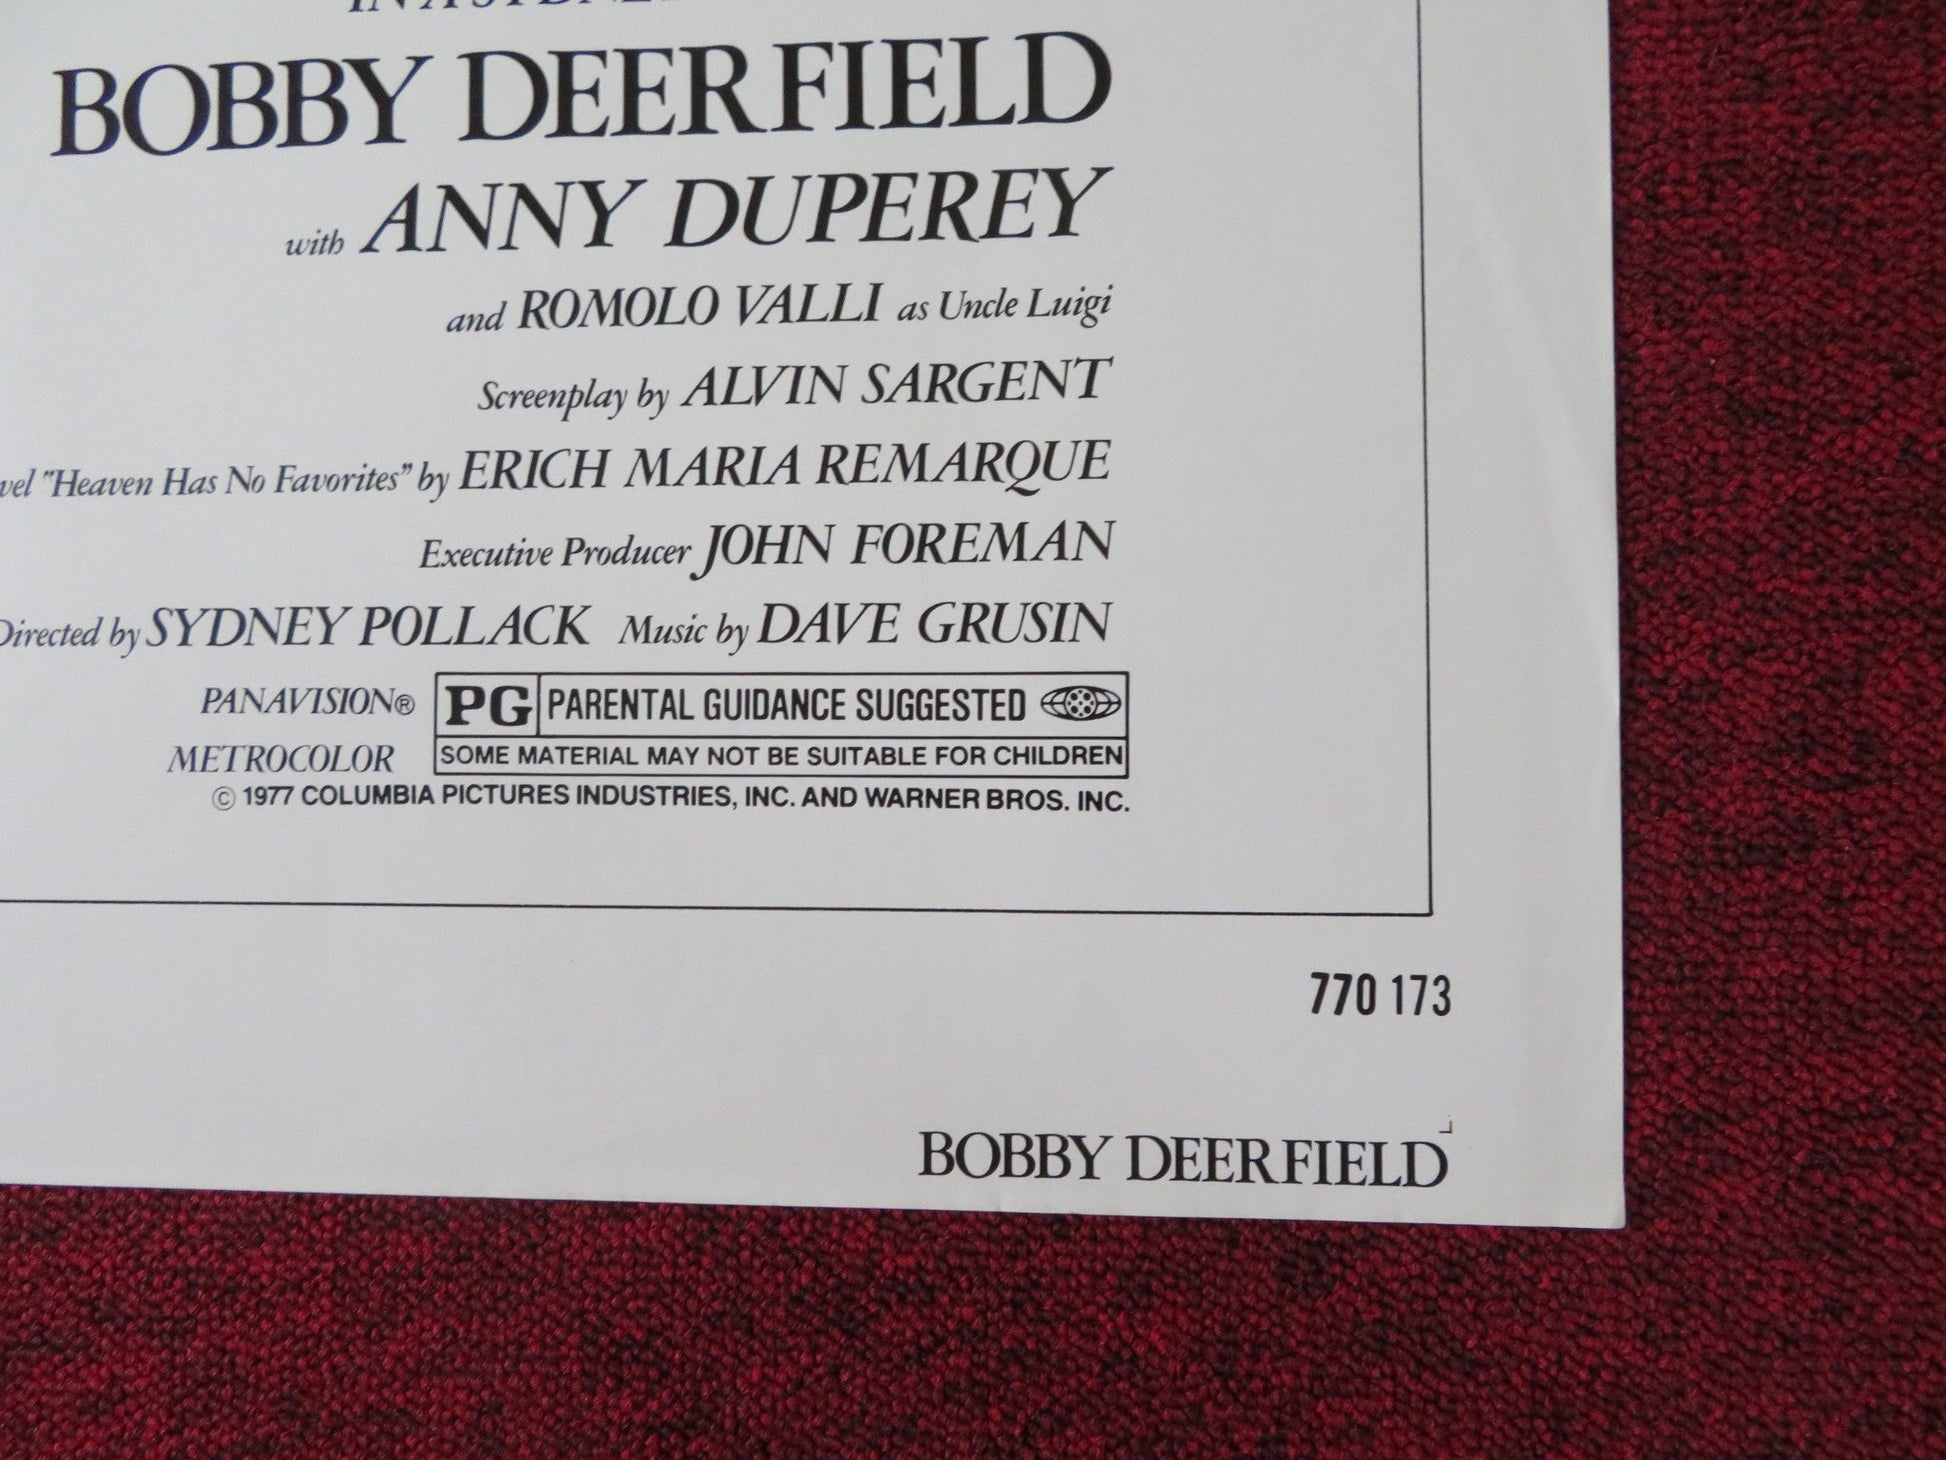 IN A SYDNEY
BOBBY DEERFIELD
with ANNY DUPEREY
and ROMOLO VALLI as Uncle Luigi
Screenplay by ALVIN SARGENT
"Heaven Has No Favorites" by ERICH MARIA REMARQUE
Executive Producer JOHN FOREMAN
Directed by SYDNEY POLLACK Music by DAVE GRUSIN
PANAVISION® PG PARENTAL GUIDANCE SUGGESTED
METROCOLOR SOME MATERIAL MAY NOT BE SUITABLE FOR CHILDREN
© 1977 COLUMBIA PICTURES INDUSTRIES, INC. AND WARNER BROS. INC.
770 173
BOBBY DEERFIELD